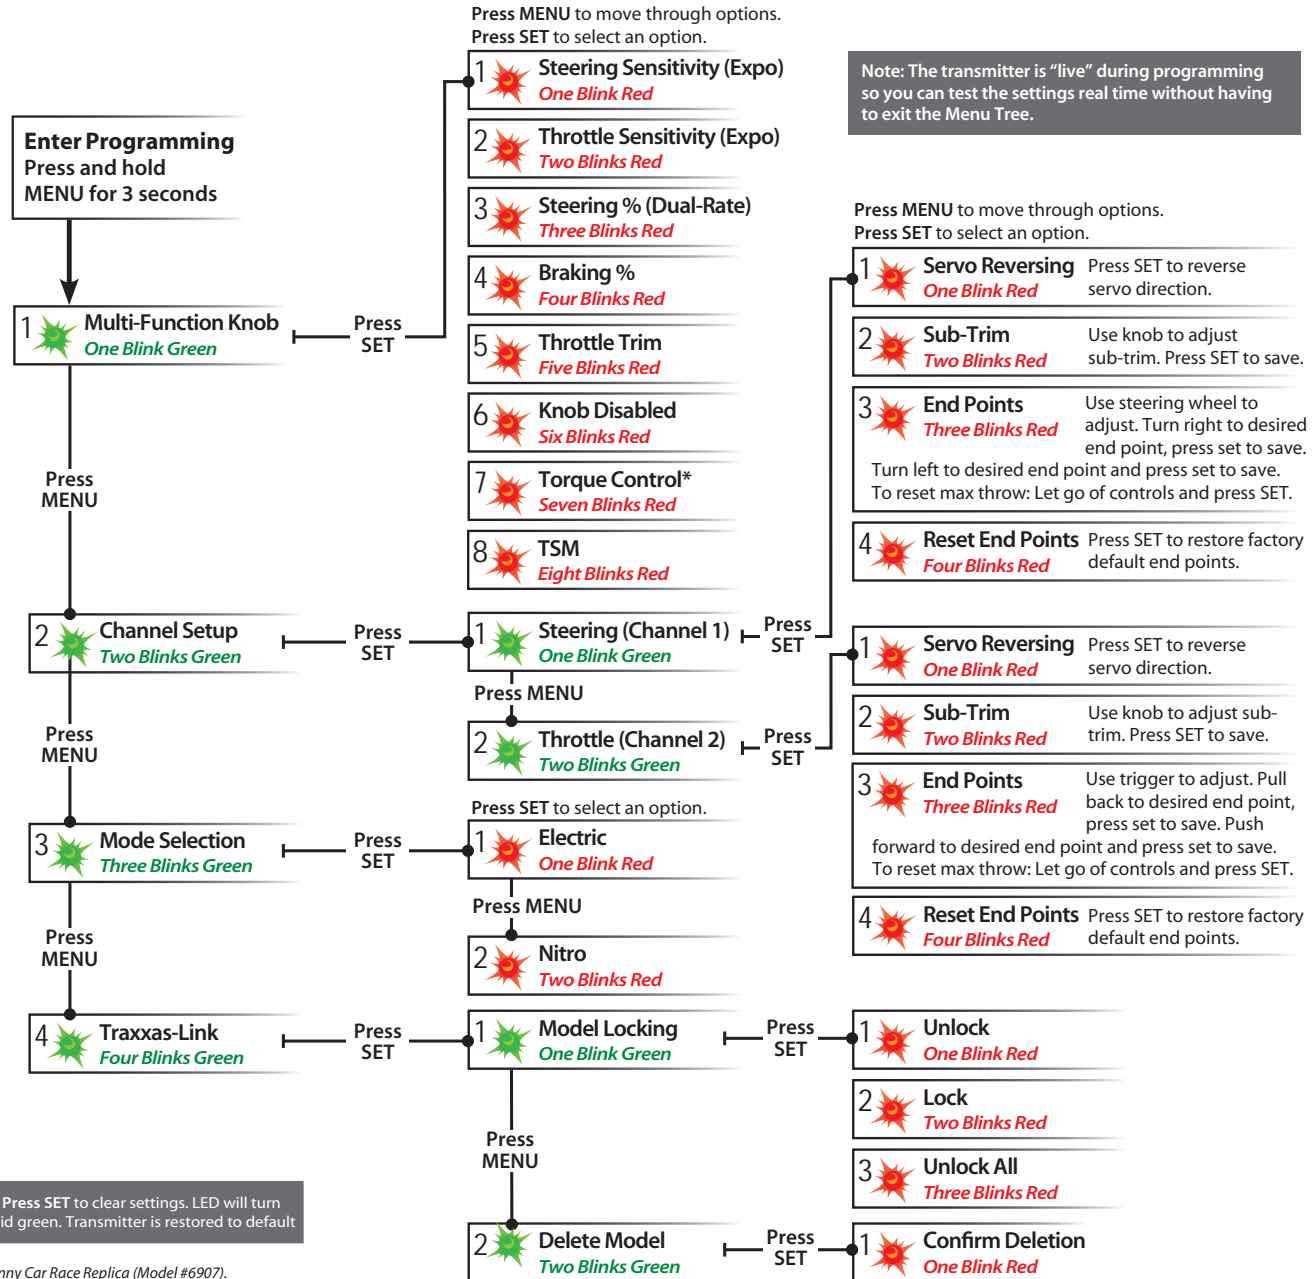 Press MENU to move through options.
Press SET to select an option.
1 Steering Sensitivity (Expo)
One Blink Red
2 Throttle Sensitivity (Expo)
Two Blinks Red
3 Steering % (Dual-Rate)
Three Blinks Red
4 Braking %
Four Blinks Red
5 Throttle Trim
Five Blinks Red
6 Knob Disabled
Six Blinks Red
7 Torque Control*
Seven Blinks Red
8 TSM
Eight Blinks Red
Note: The transmitter is “live” during programming
so you can test the settings real time without having
to exit the Menu Tree.
Enter Programming
Press and hold
MENU for 3 seconds
1 Multi-Function Knob
One Blink Green
Press
SET
Press
MENU
2 Channel Setup
Two Blinks Green
Press
SET
1 Steering (Channel 1)
One Blink Green
Press
SET
Press MENU
2 Throttle (Channel 2)
Two Blinks Green
Press
SET
Press MENU to move through options.
Press SET to select an option.
1 Servo Reversing
One Blink Red
Press SET to reverse
servo direction.
2 Sub-Trim
Two Blinks Red
Use knob to adjust
sub-trim. Press SET to save.
3 End Points
Three Blinks Red
Use steering wheel to
adjust. Turn right to desired
end point, press set to save.
Turn left to desired end point and press set to save.
To reset max throw: Let go of controls and press SET.
4 Reset End Points
Four Blinks Red
Press SET to restore factory
default end points.
1 Servo Reversing
One Blink Red
Press SET to reverse
servo direction.
2 Sub-Trim
Two Blinks Red
Use knob to adjust sub-
trim. Press SET to save.
3 End Points
Three Blinks Red
Use trigger to adjust. Pull
back to desired end point,
press set to save. Push
forward to desired end point and press set to save.
To reset max throw: Let go of controls and press SET.
4 Reset End Points
Four Blinks Red
Press SET to restore factory
default end points.
Press
MENU
3 Mode Selection
Three Blinks Green
Press
SET
Press SET to select an option.
1 Electric
One Blink Red
Press MENU
2 Nitro
Two Blinks Red
Press
MENU
4 Traxxas-Link
Four Blinks Green
Press
SET
1 Model Locking
One Blink Green
Press
SET
1 Unlock
One Blink Red
2 Lock
Two Blinks Red
3 Unlock All
Three Blinks Red
Press
MENU
2 Delete Model
Two Blinks Green
Press
SET
1 Confirm Deletion
One Blink Red
Press SET to clear settings. LED will turn
id green. Transmitter is restored to default
nny Car Race Replica (Model #6907).